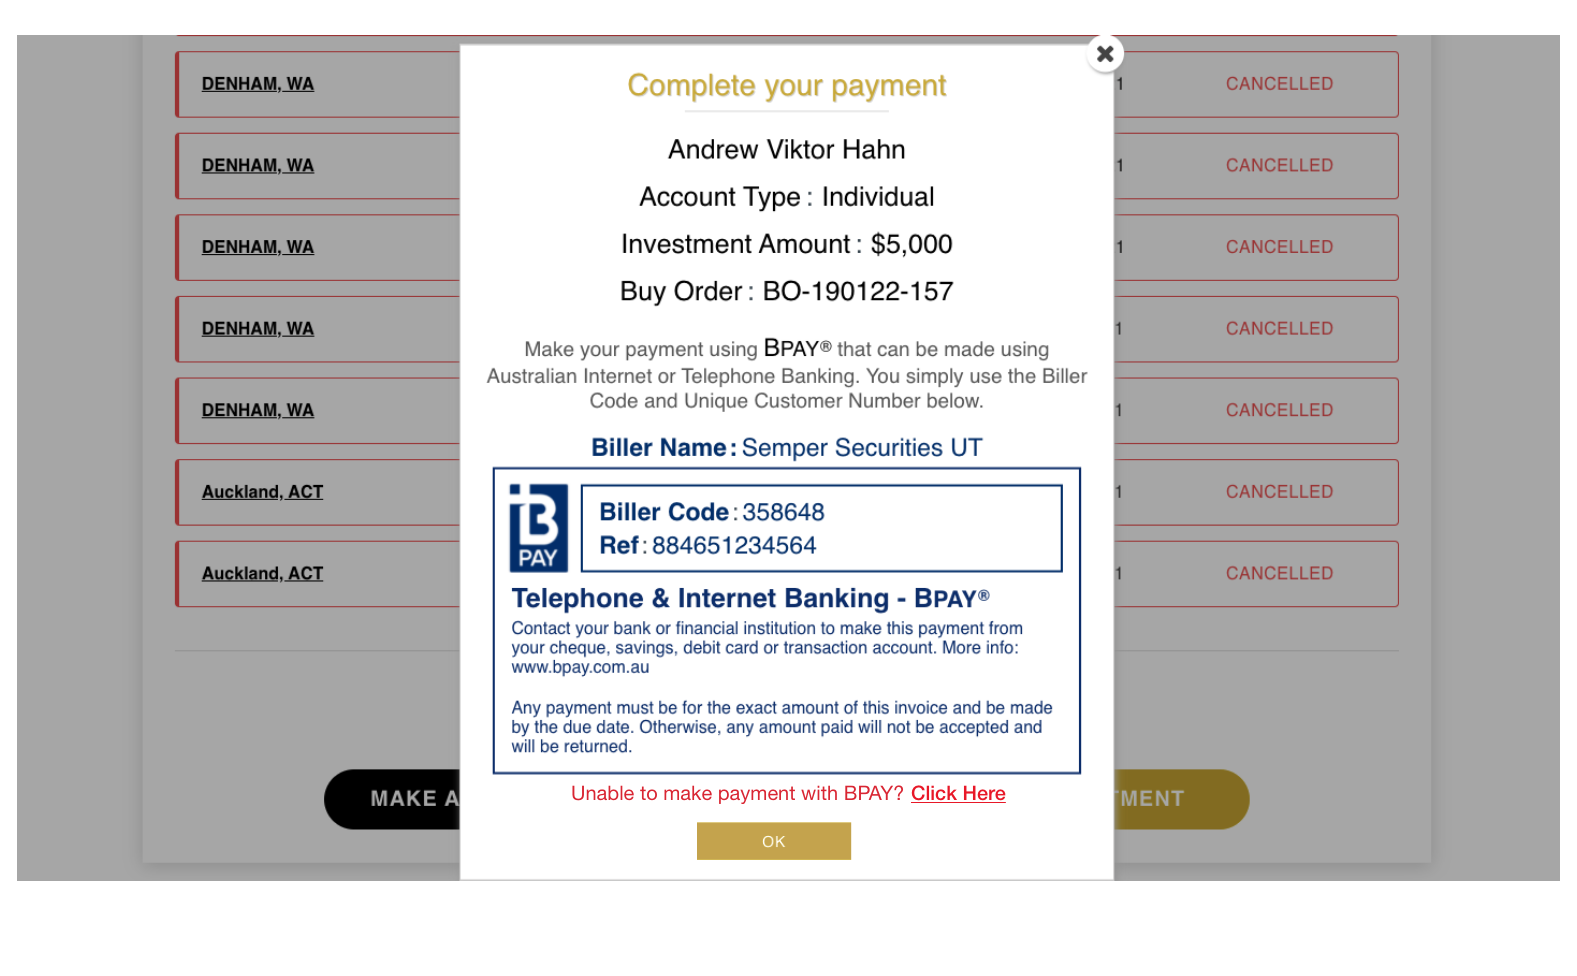 Complete your payment
Andrew Viktor Hahn
Account Type : Individual
Investment Amount : $5,000
Buy Order : BO-190122-157
Make your payment using BPAY® that can be made using
Australian Internet or Telephone Banking. You simply use the Biller
Code and Unique Customer Number below.
Biller Name : Semper Securities UT
B
PAY
Biller Code : 358648
Ref : 884651234564
Telephone & Internet Banking - BPAY®
Contact your bank or financial institution to make this payment from
your cheque, savings, debit card or transaction account. More info:
www.bpay.com.au
Any payment must be for the exact amount of this invoice and be made
by the due date. Otherwise, any amount paid will not be accepted and
will be returned.
Unable to make payment with BPAY? Click Here
OK
DENHAM, WA 1 CANCELLED
DENHAM, WA 1 CANCELLED
DENHAM, WA 1 CANCELLED
DENHAM, WA 1 CANCELLED
DENHAM, WA 1 CANCELLED
Auckland, ACT 1 CANCELLED
Auckland, ACT 1 CANCELLED
MAKE A